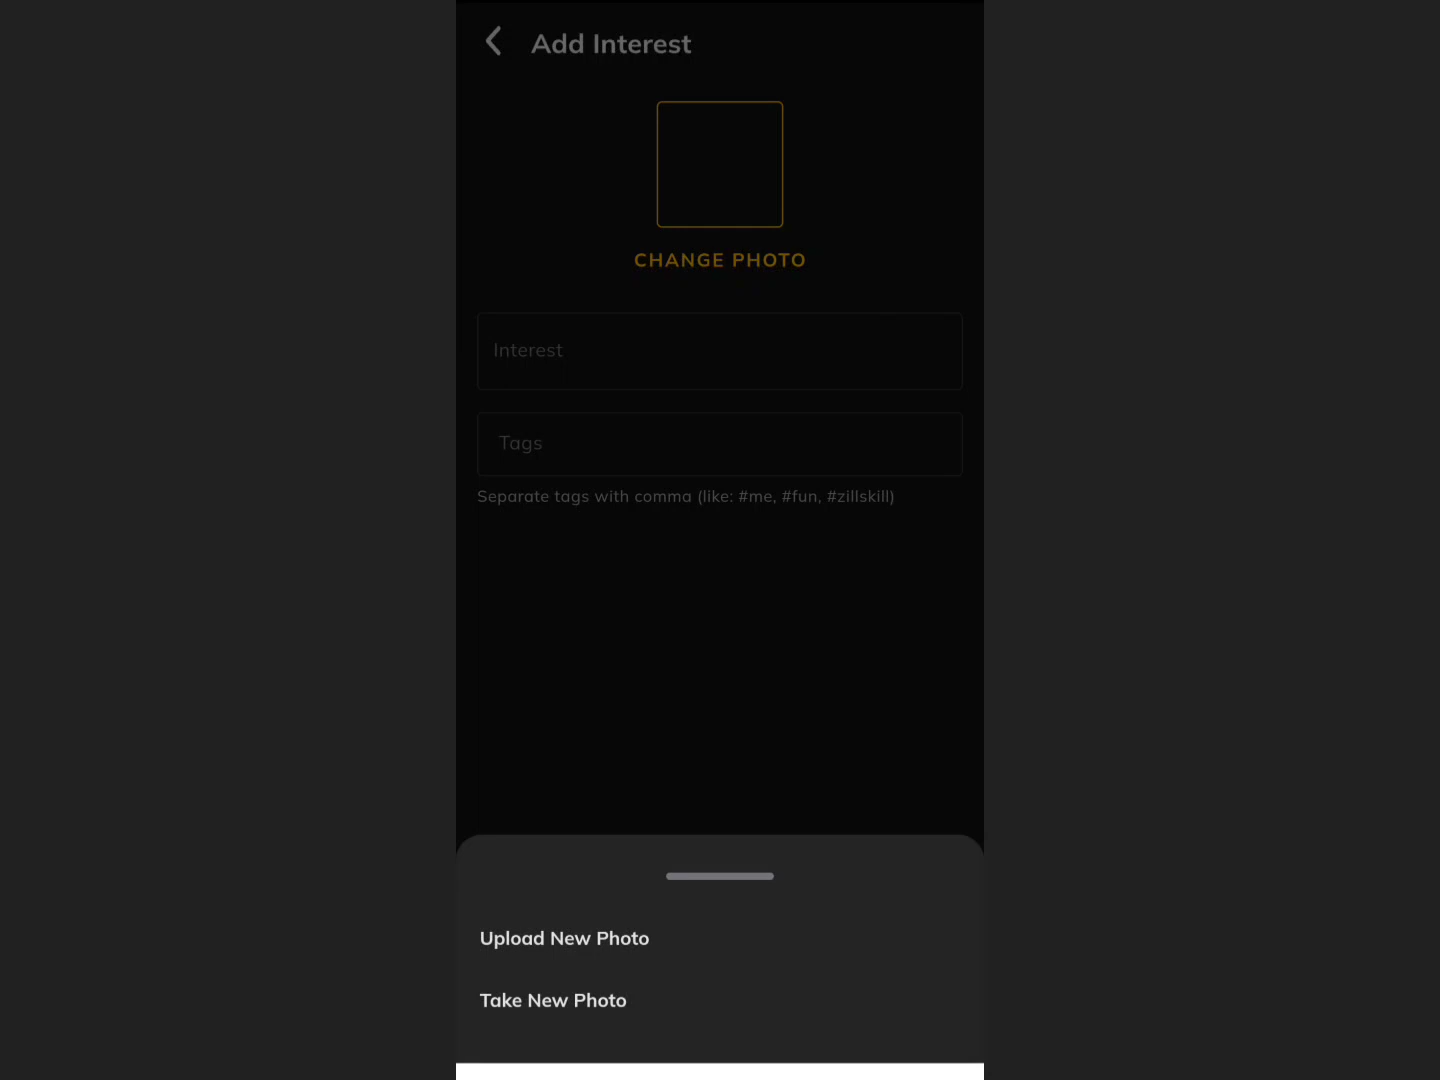 Add Interest
CHANGE PHOTO
Interest
Tags
Separate tags with comma (like: #me, #fun, #zillskill)
Upload New Photo
Take New Photo